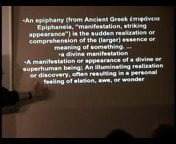 •An epiphany (from Ancient Greek ἐπιφάνεια
Epiphaneia, "manifestation, striking
appearance") is the sudden realization or
comprehension of the (larger) essence or
meaning of something. ...
•a divine manifestation
•A manifestation or appearance of a divine or
superhuman being; An illuminating realization
or discovery, often resulting in a personal
feeling of elation, awe, or wonder